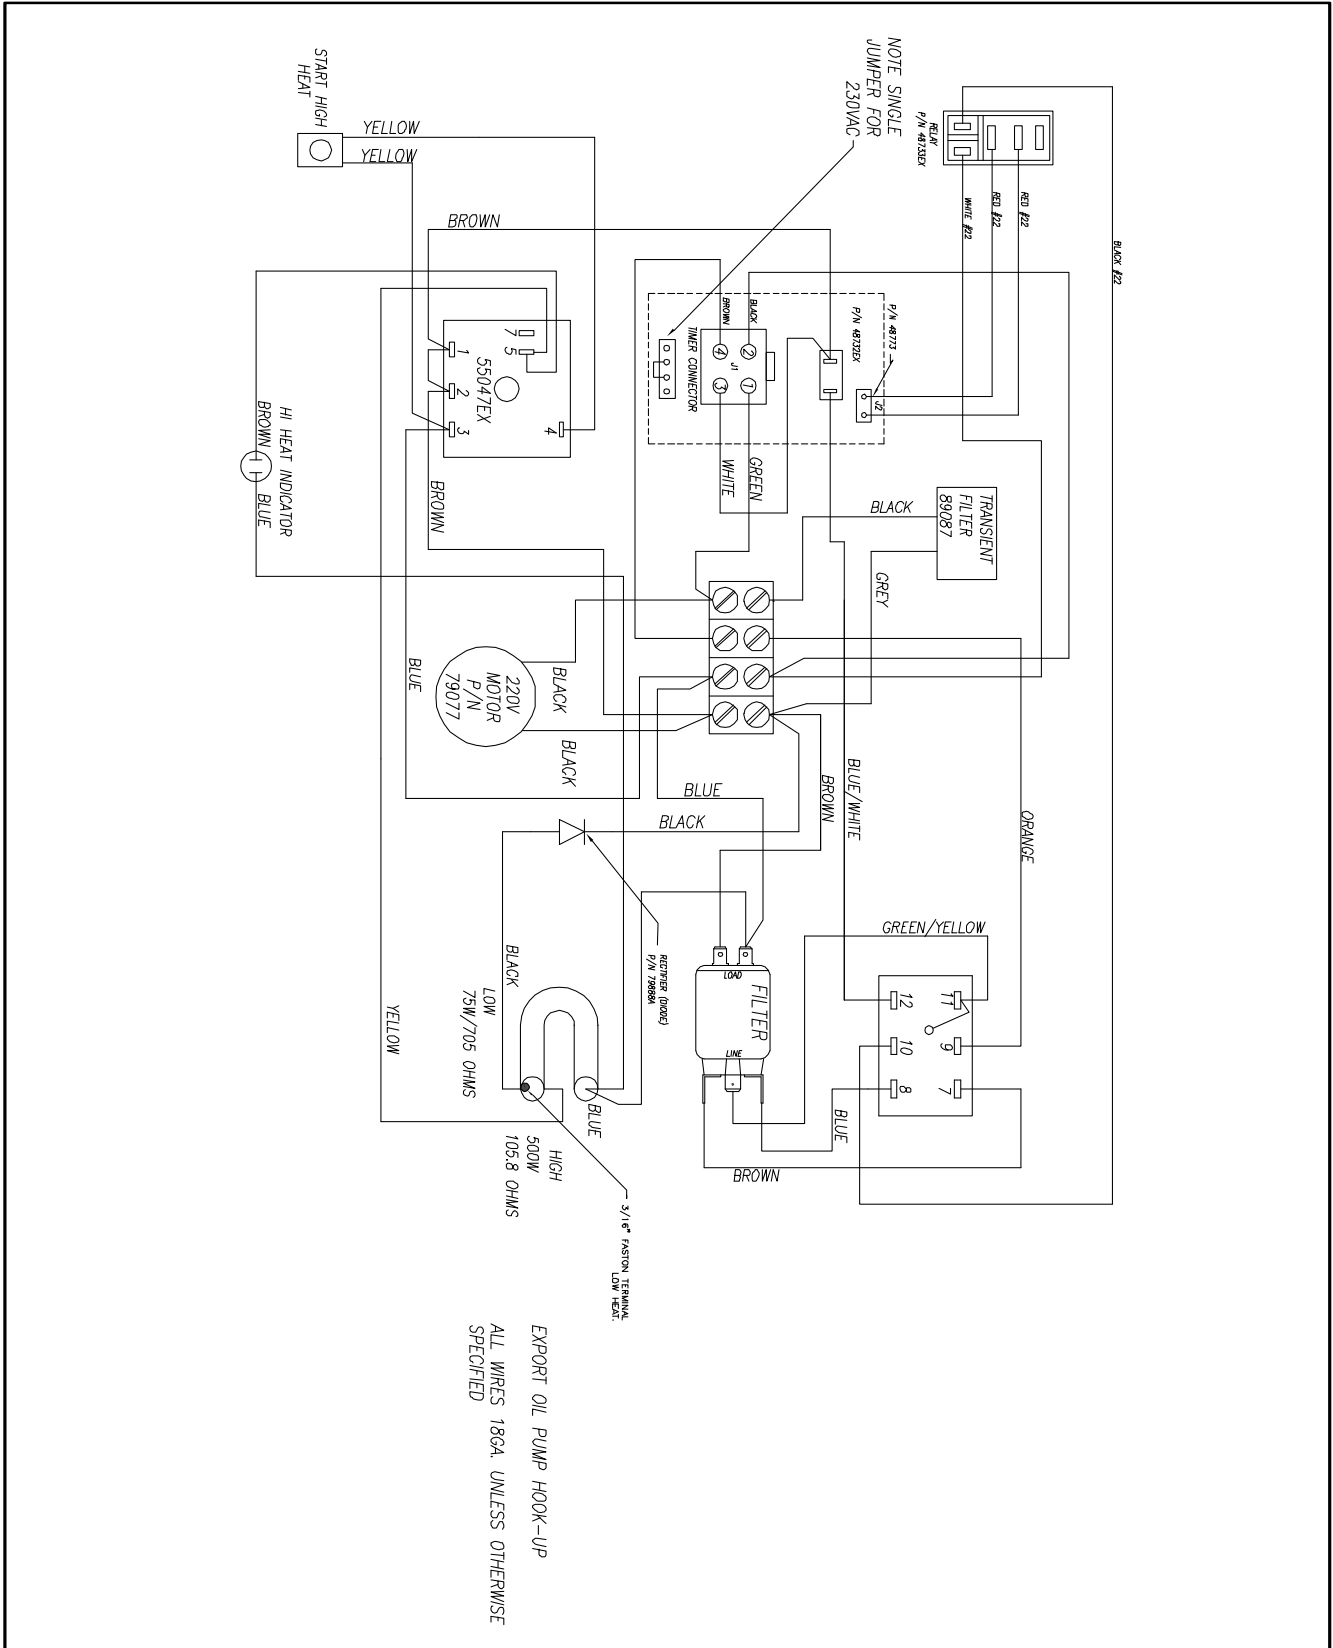 START HIGH
HEAT
YELLOW
YELLOW
NOTE SINGLE
JUMPER FOR
230VAC
RELAY
P/N 48733EX
WHITE #22
RED #22
RED #22
BLACK #22
BROWN
BROWN
BLACK
P/N 48732EX
P/N 48773
J2
J1
4
2
3
1
TIMER CONNECTOR
7
5
1
2
3
4
55047EX
HI HEAT INDICATOR
BROWN
BLUE
BROWN
WHITE
GREEN
BLACK
GREY
TRANSIENT
FILTER
89087
BLUE
220V
MOTOR
P/N
79077
BLACK
BLACK
BLUE
BLACK
BROWN
BLUE/WHITE
ORANGE
RECTIFIER (DIODE)
P/N 79888A
GREEN/YELLOW
LOAD
FILTER
LINE
12
11
10
9
8
7
BLACK
LOW
75W/705 OHMS
YELLOW
BLUE
BLUE
BROWN
HIGH
500W
105.8 OHMS
3/16" FASTON TERMINAL
LOW HEAT.
EXPORT OIL PUMP HOOK-UP
ALL WIRES 18GA. UNLESS OTHERWISE
SPECIFIED